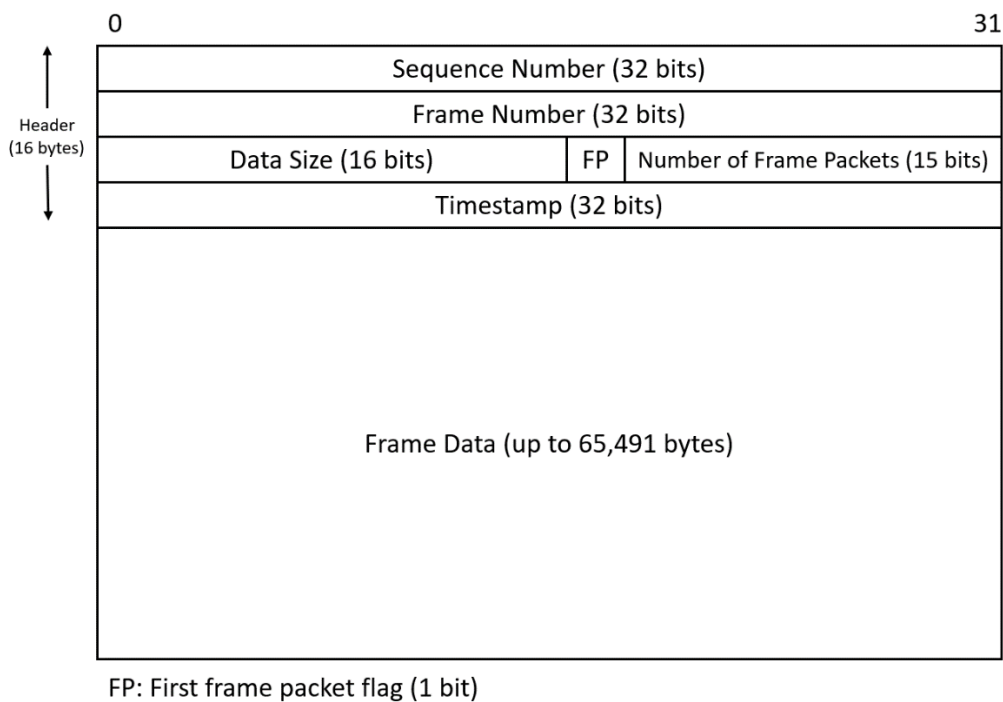 0 31
Sequence Number (32 bits)
Frame Number (32 bits)
Header
(16 bytes)
Data Size (16 bits) FP Number of Frame Packets (15 bits)
Timestamp (32 bits)
Frame Data (up to 65,491 bytes)
FP: First frame packet flag (1 bit)